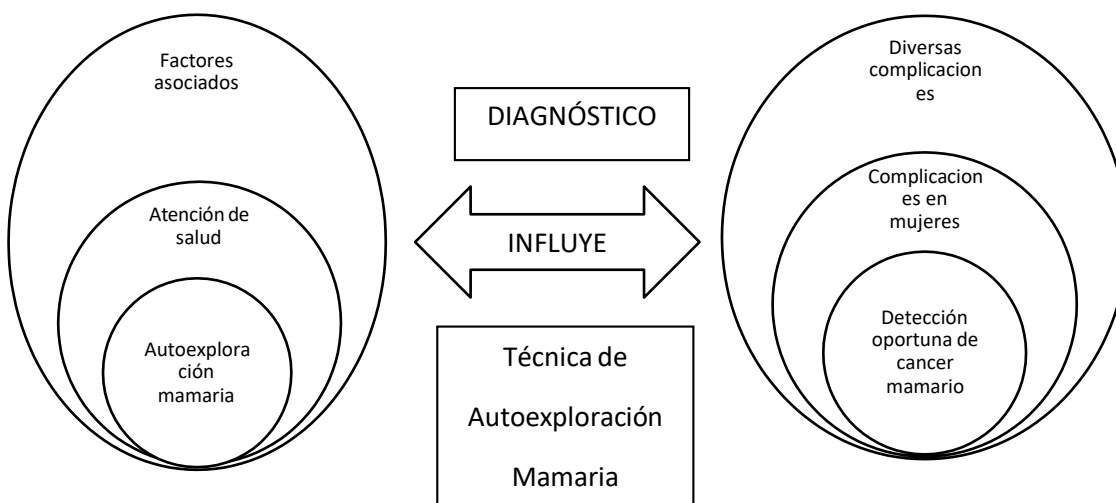 Factores
asociados
Atención de
salud
Autoexplora
ción
mamaria
DIAGNÓSTICO
INFLUYE
Técnica de
Autoexploración
Mamaria
Diversas
complicacion
es
Complicacion
es en
mujeres
Detección
oportuna de
cancer
mamario